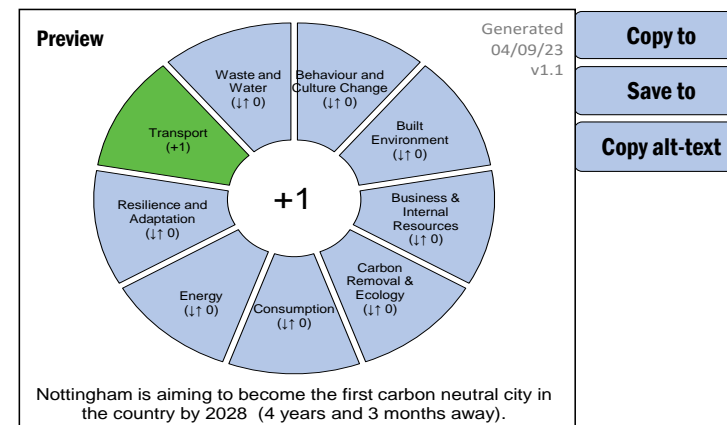 Preview
Generated
04/09/23
v1.1
Copy to
Save to
Copy alt-text
Waste and
Water
(↓↑ 0)
Behaviour and
Culture Change
(↓↑ 0)
Built
Environment
(↓↑ 0)
Business &
Internal
Resources
(↓↑ 0)
Carbon
Removal &
Ecology
(↓↑ 0)
Consumption
(↓↑ 0)
Energy
(↓↑ 0)
Resilience and
Adaptation
(↓↑ 0)
Transport
(+1)
+1
Nottingham is aiming to become the first carbon neutral city in
the country by 2028  (4 years and 3 months away).